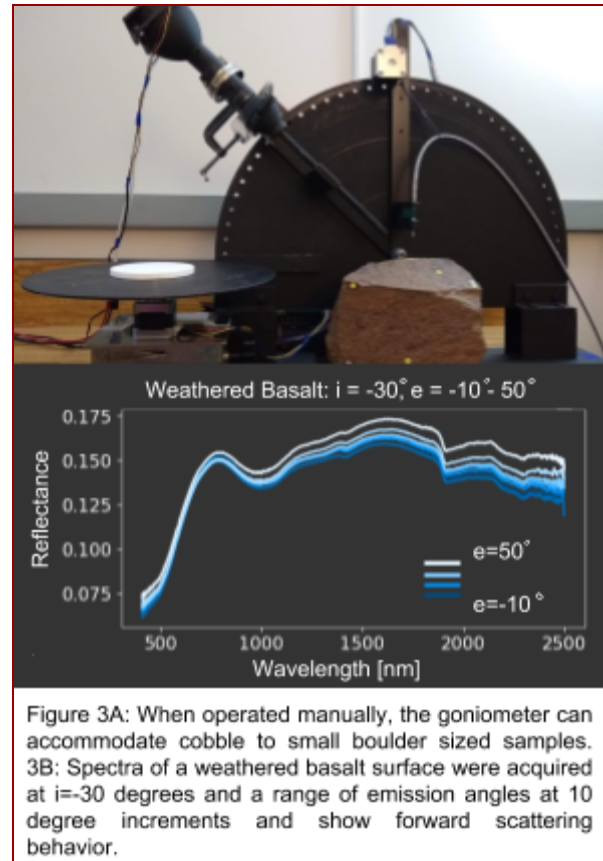 Weathered Basalt: i = -30°, e = -10°- 50°
0.175
0.150
0.125
0.100
0.075
Reflectance
e=50°
e=-10°
500
1000
1500
2000
2500
Wavelength [nm]
Figure 3A: When operated manually, the goniometer can
accommodate cobble to small boulder sized samples.
3B: Spectra of a weathered basalt surface were acquired
at i=-30 degrees and a range of emission angles at 10
degree increments and show forward scattering
behavior.